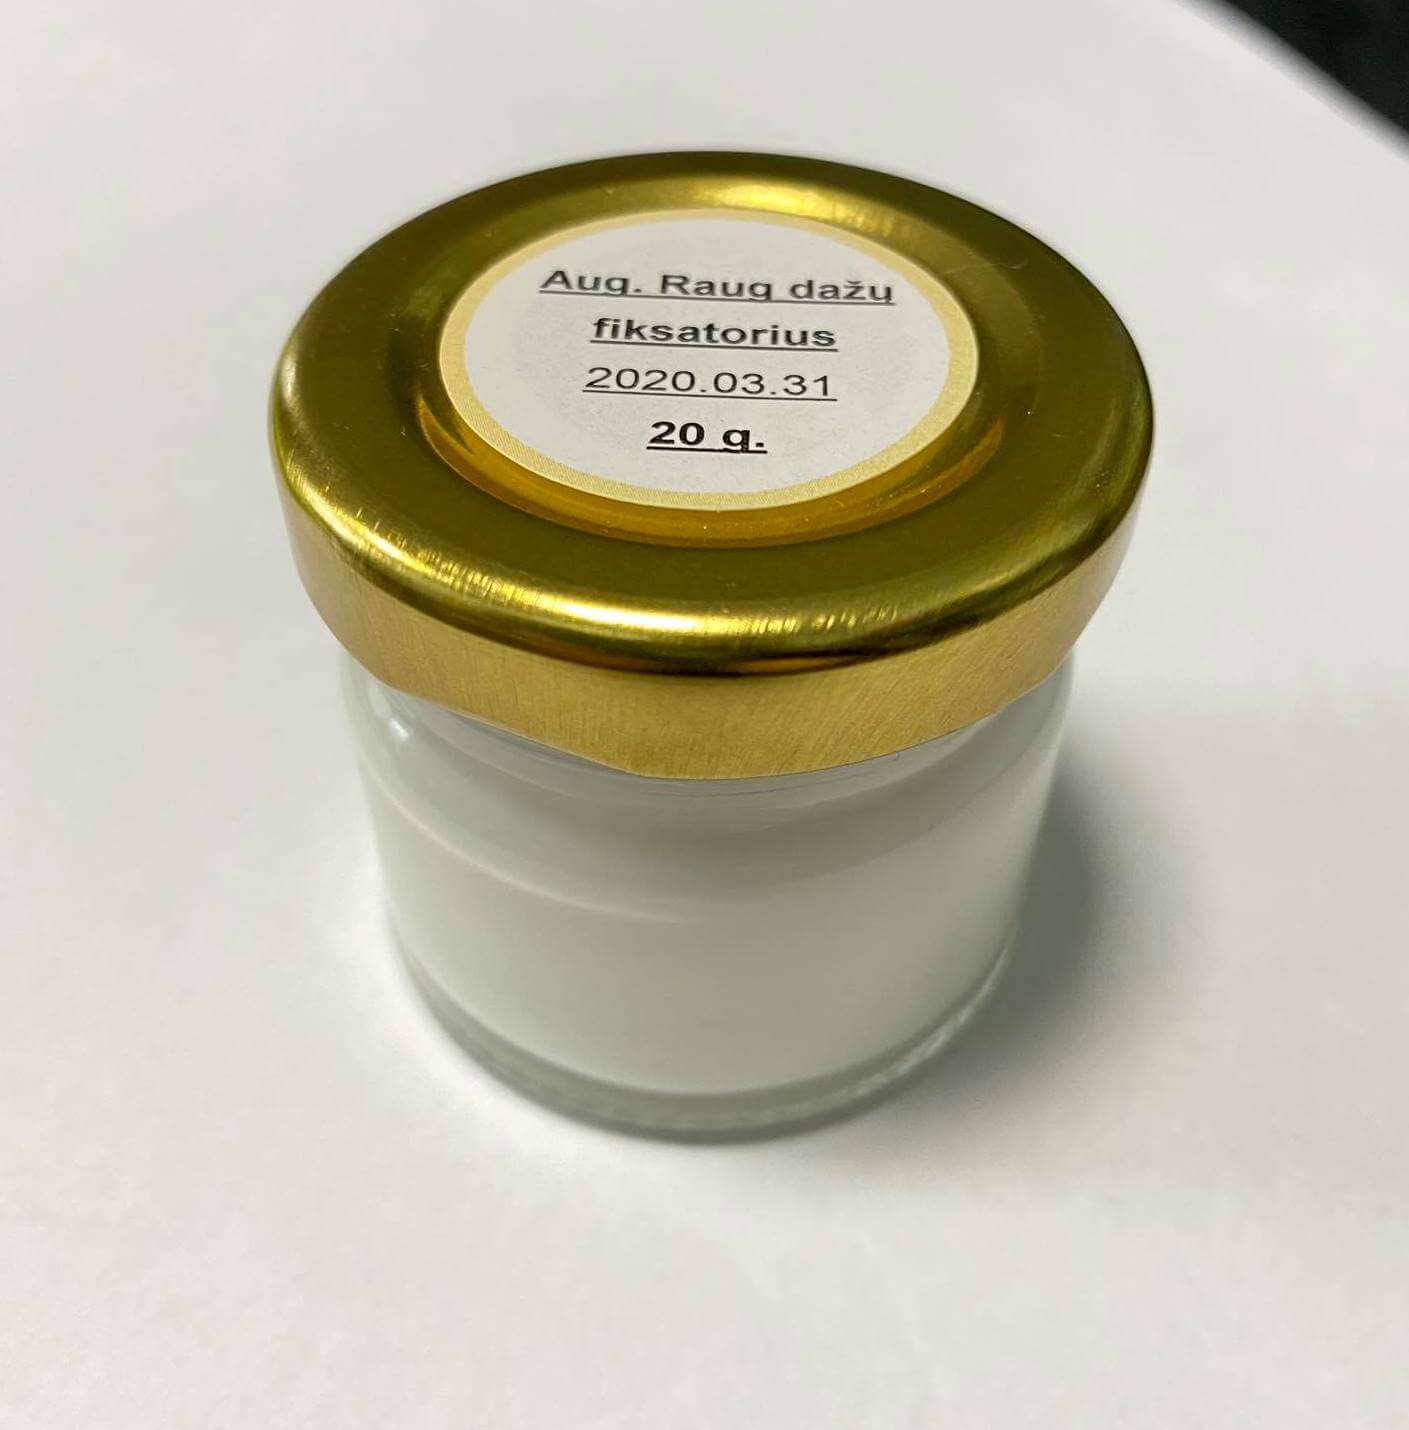 Aug. Raug dažų
fiksatorius
2020.03.31
20 g.